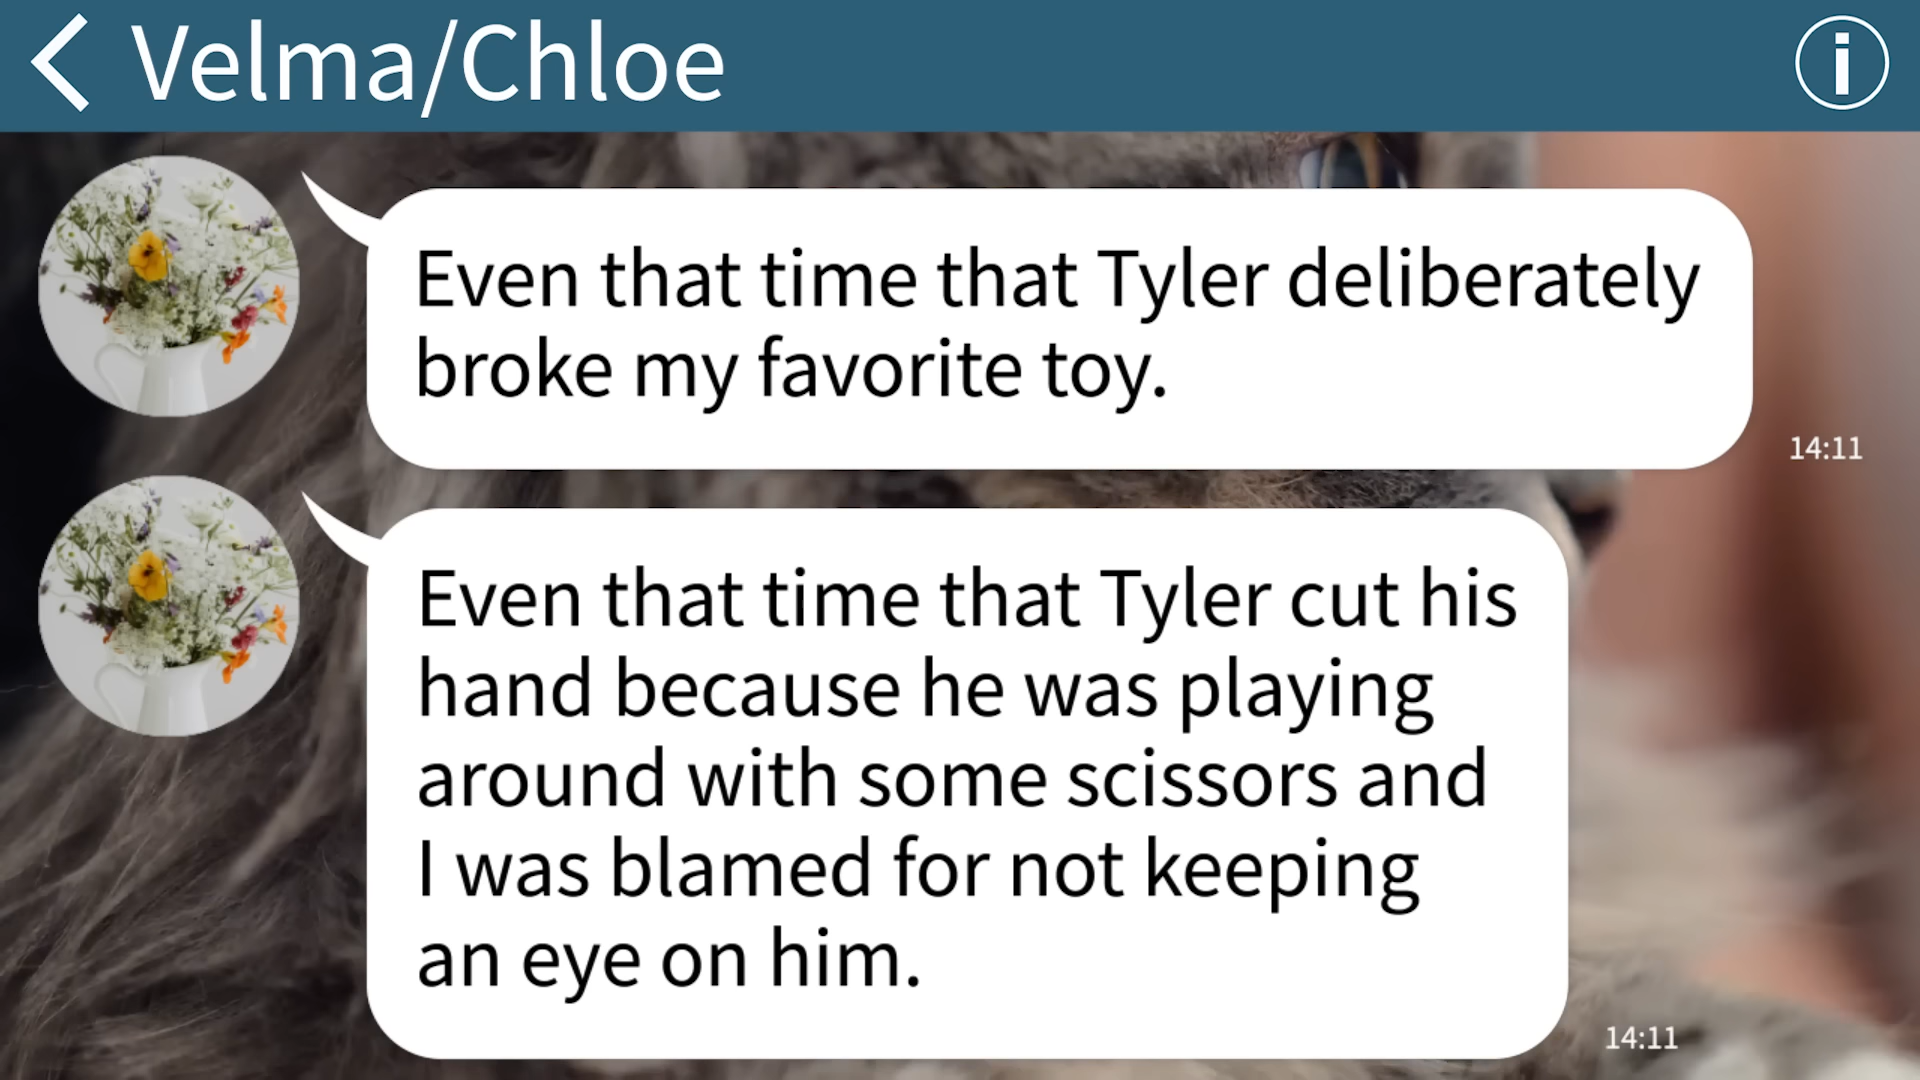 Velma/Chloe
Even that time that Tyler deliberately
broke my favorite toy.
14:11
Even that time that Tyler cut his
hand because he was playing
around with some scissors and
I was blamed for not keeping
an eye on him.
14:11